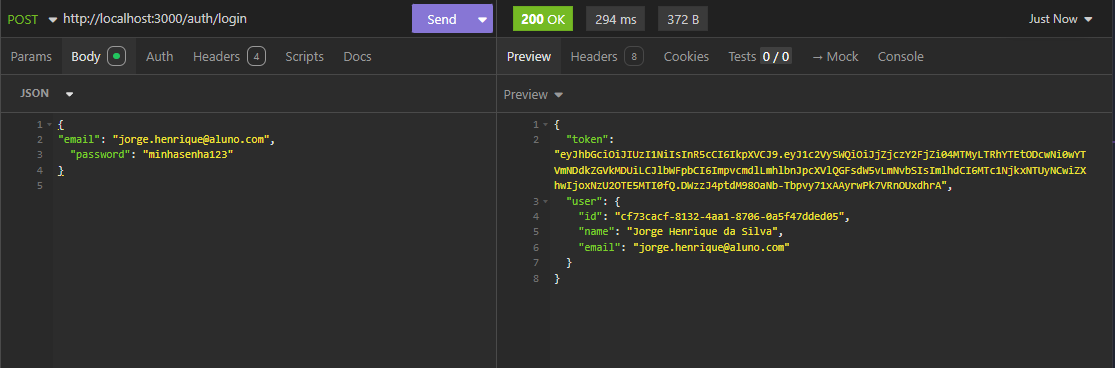 POST http://localhost:3000/auth/login Send
200 OK 294 ms 372 B Just Now
Params Body Auth Headers 4 Scripts Docs
Preview Headers 8 Cookies Tests 0 / 0 → Mock Console
JSON
Preview
1 {
2 "email": "jorge.henrique@aluno.com",
3 "password": "minhasenha123"
4 }
5
1 {
2 "token":
"eyJhbGciOiJIUzI1NiIsInR5cCI6IkpXVCJ9.eyJ1c2VySWQiOiJjZjczY2FjZi04MTMyLTRhYTEtODcwNi0wYT
VmNDdkZGVkMDUiLCJlbWFpbCI6ImpvcmdlLmhlbnJpcXVlQGFsdW5vLmNvbSIsImlhdCI6MTc1NjkxNTUyNCwiZX
hwIjoxNzU2OTE5MTI0fQ.DWzzJ4ptdM98OaNb-Tbpvy71xAAyrwPk7VRnOUxdhrA",
3 "user": {
4 "id": "cf73cacf-8132-4aa1-8706-0a5f47dded05",
5 "name": "Jorge Henrique da Silva",
6 "email": "jorge.henrique@aluno.com"
7 }
8 }